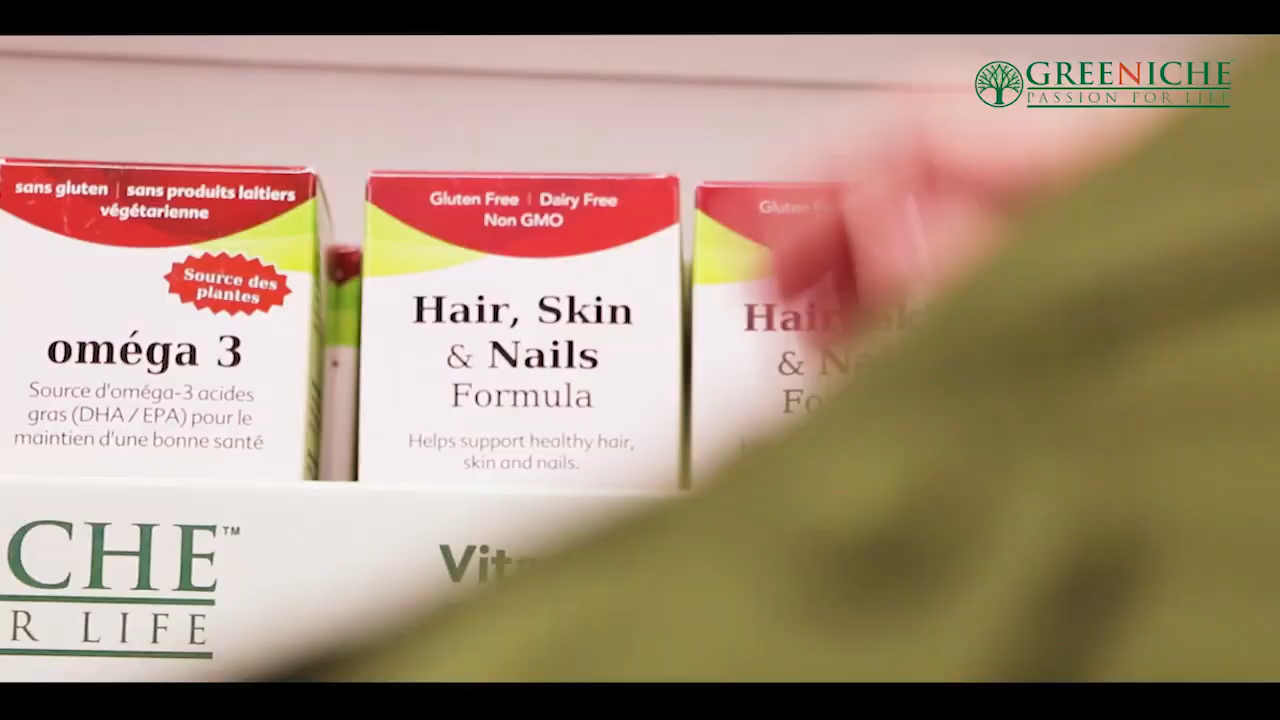 GREENICHE
PASSION FOR LIFE
sans gluten | sans produits laitiers
végétarienne
Source des
plantes
oméga 3
Source d'oméga-3 acides
gras (DHA / EPA) pour le
maintien d'une bonne santé
Gluten Free | Dairy Free
Non GMO
Hair, Skin
& Nails
Formula
Helps support healthy hair,
skin and nails.
Hair,
&
CHE™
R LIFE